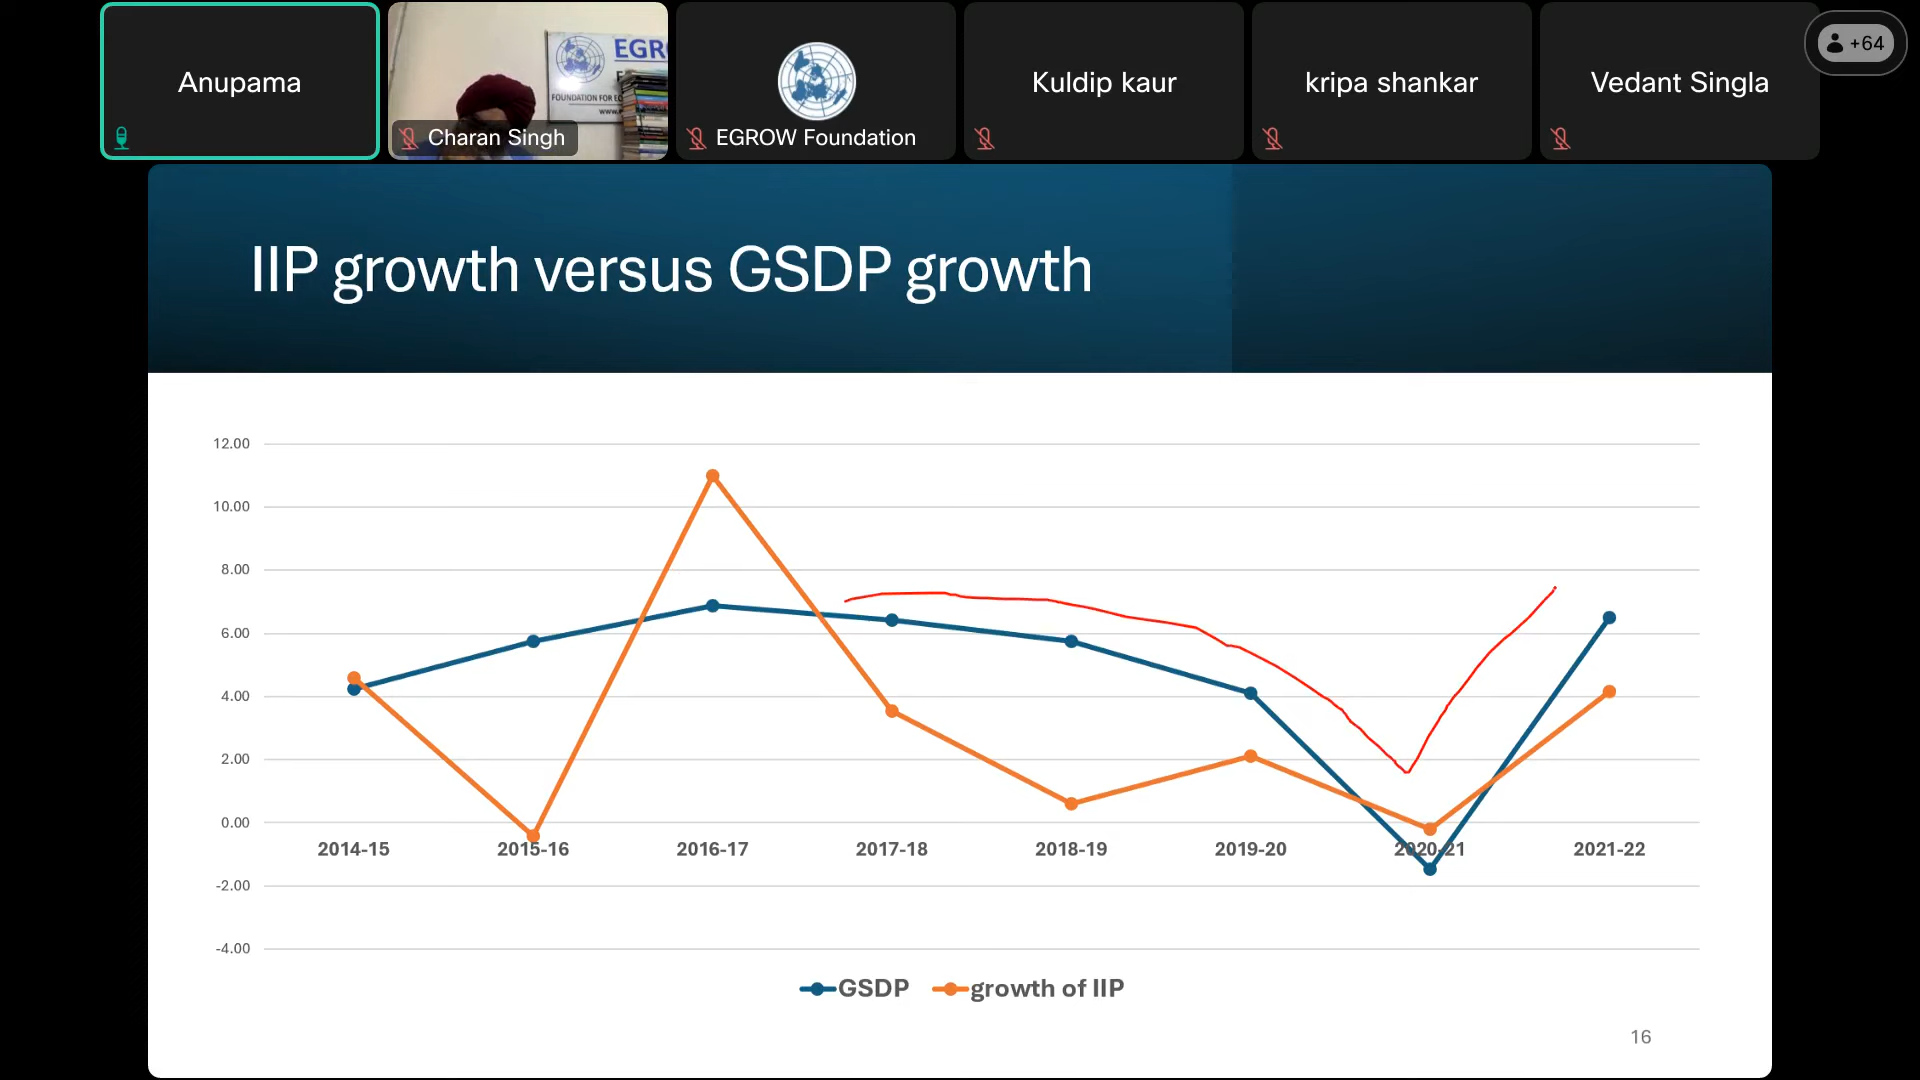 Anupama
EGR
FOUNDATION FOR EC
Charan Singh
EGROW Foundation
Kuldip kaur
kripa shankar
Vedant Singla
+64
IIP growth versus GSDP growth
12.00
10.00
8.00
6.00
4.00
2.00
0.00
-2.00
-4.00
2014-15 2015-16 2016-17 2017-18 2018-19 2019-20 2020-21 2021-22
GSDP growth of IIP
16